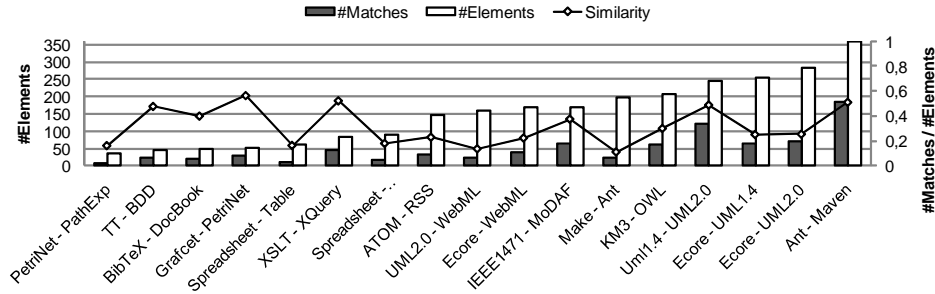 #Matches #Elements Similarity
350
300
250
200
150
100
50
0
#Elements
1
0,8
0,6
0,4
0,2
0
#Matches / #Elements
PetriNet - PathExp
TT - BDD
BibTeX - DocBook
Grafcet - PetriNet
Spreadsheet - Table
XSLT - XQuery
Spreadsheet -...
ATOM - RSS
UML2.0 - WebML
Ecore - WebML
IEEE1471 - MoDAF
Make - Ant
KM3 - OWL
Uml1.4 - UML2.0
Ecore - UML1.4
Ecore - UML2.0
Ant - Maven